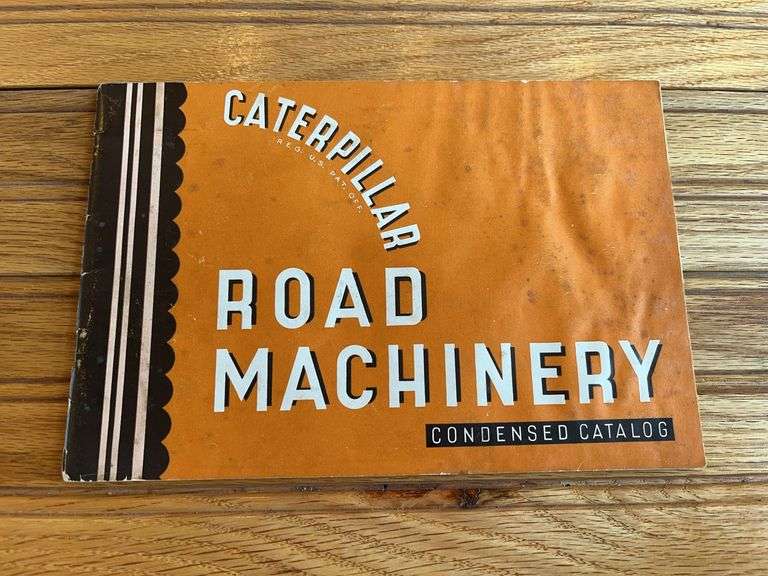 CATERPILLAR
REG. U.S. PAT. OFF.
ROAD
MACHINERY
CONDENSED CATALOG